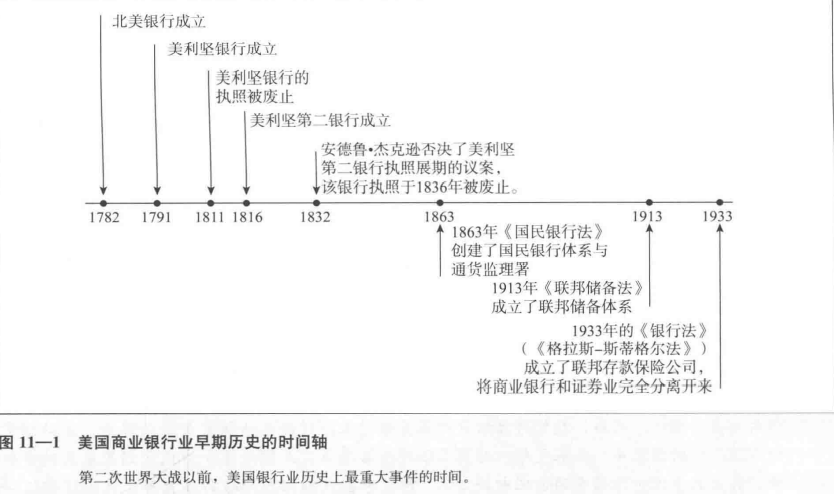 北美银行成立
美利坚银行成立
美利坚银行的
执照被废止
美利坚第二银行成立
安德鲁•杰克逊否决了美利坚
第二银行执照展期的议案，
该银行执照于1836年被废止。
1782 1791 1811 1816 1832 1863 1913 1933
1863年《国民银行法》
创建了国民银行体系与
通货监理署
1913年《联邦储备法》
成立了联邦储备体系
1933年的《银行法》
（《格拉斯–斯蒂格尔法》）
成立了联邦存款保险公司，
将商业银行和证券业完全分离开来
图 11—1 美国商业银行业早期历史的时间轴
第二次世界大战以前，美国银行业历史上最重大事件的时间。